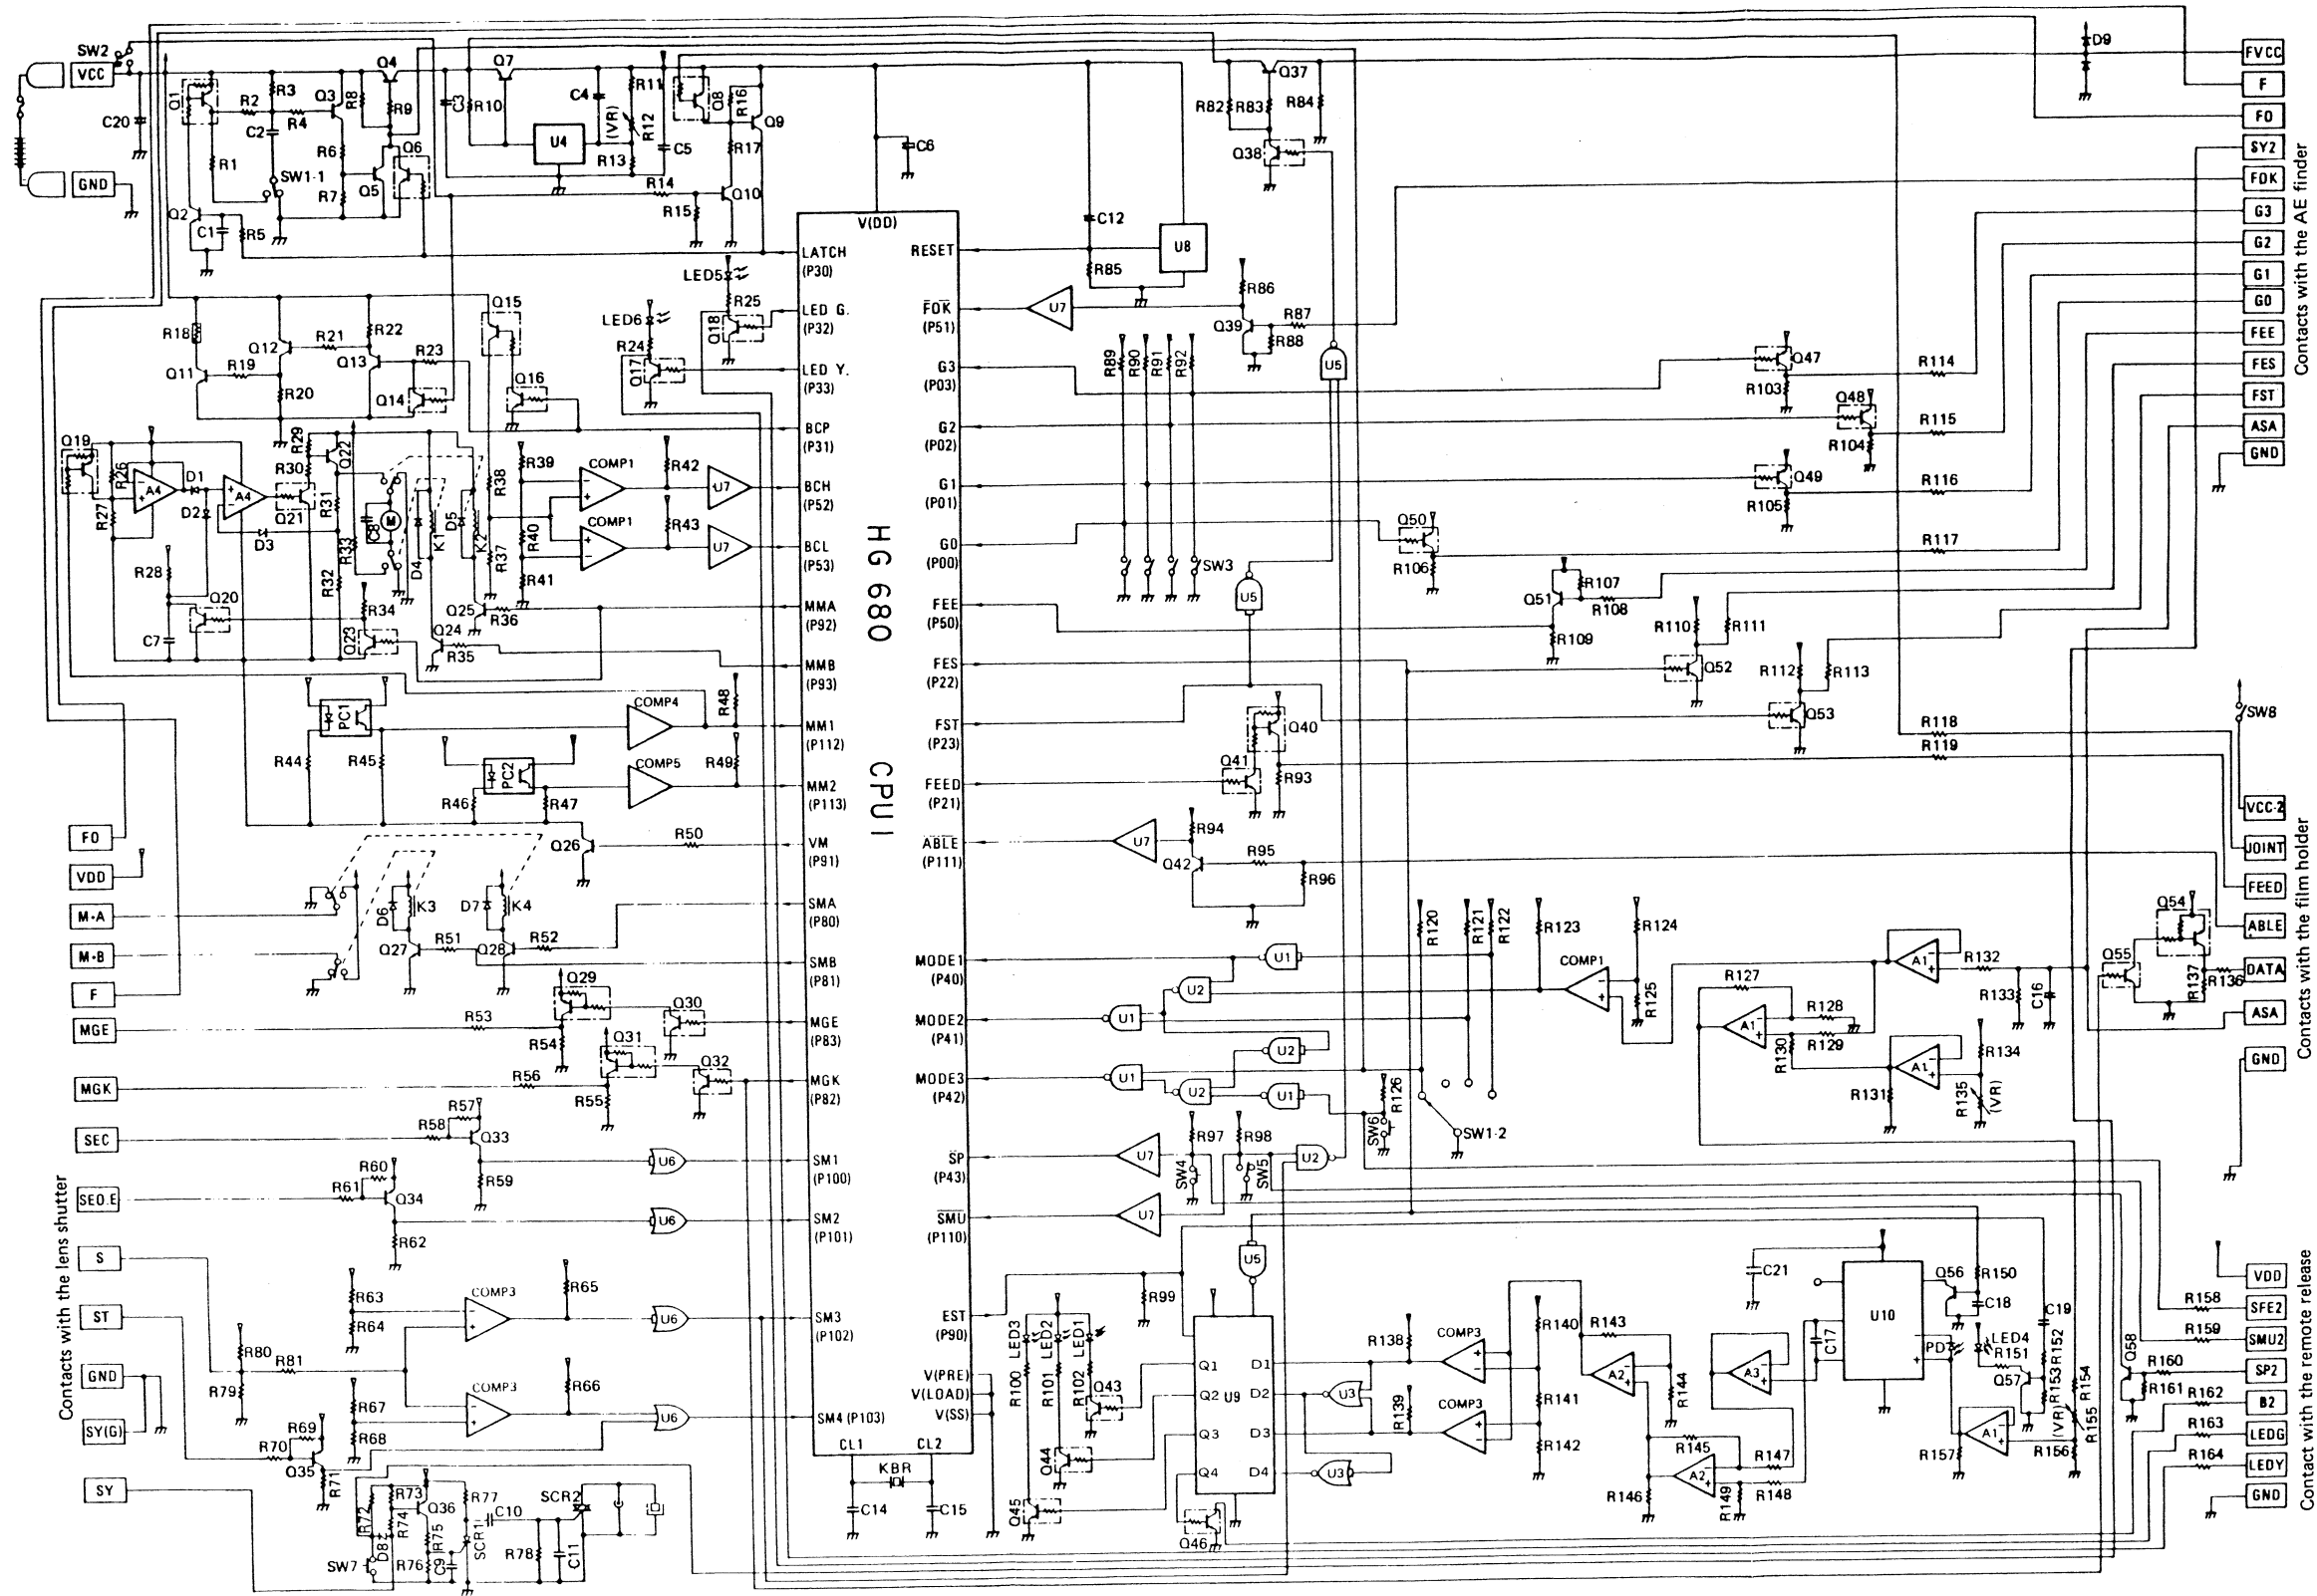 SW2
VCC
GND
C20
Q1
R1
R2
R3
C2
R4
Q3
R6
R7
R8
Q4
R9
Q5
Q6
SW1-1
Q2
C1
R5
C3
R10
Q7
U4
C4
(VR)
R11
R12
R13
C5
R14
R15
Q8
R16
Q9
R17
Q10
C6
Q37
R82
R83
R84
Q38
D9
FVCC
F
FO
SY2
FOK
G3
G2
G1
G0
FEE
FES
FST
ASA
GND
Contacts with the AE finder
V(DD)
LATCH
(P30)
LED G.
(P32)
LED Y.
(P33)
BCP
(P31)
BCH
(P52)
BCL
(P53)
MMA
(P92)
MMB
(P93)
MM1
(P112)
MM2
(P113)
VM
(P91)
SMA
(P80)
SMB
(P81)
MGE
(P83)
MGK
(P82)
SM1
(P100)
SM2
(P101)
SM3
(P102)
SM4 (P103)
HG680 CPU1
RESET
FOK
(P51)
G3
(P03)
G2
(P02)
G1
(P01)
G0
(P00)
FEE
(P50)
FES
(P22)
FST
(P23)
FEED
(P21)
ABLE
(P111)
MODE1
(P40)
MODE2
(P41)
MODE3
(P42)
SP
(P43)
SMU
(P110)
EST
(P90)
V(PRE)
V(LOAD)
V(SS)
CL1
CL2
KBR
C14
C15
LED5
R25
Q18
LED6
R24
Q17
R18
Q11
R19
Q12
R20
R21
R22
Q13
R23
Q14
Q15
Q16
Q19
R26
R27
A4
D1
D2
A4
D3
R28
C7
Q20
Q21
R29
R30
Q22
R31
R32
R33
C8
M
D4
K1
D5
K2
R34
Q23
Q24
R35
Q25
R36
R37
R38
R39
R40
R41
COMP1
COMP1
R42
R43
U7
U7
PC1
R44
R45
COMP4
R48
PC2
R46
R47
COMP5
R49
Q26
R50
D6
K3
D7
K4
Q27
R51
Q28
R52
Q29
Q30
R53
R54
Q31
Q32
R56
R55
FO
VDD
M·A
M·B
F
MGE
MGK
SEC
SEO.E
S
ST
GND
SY(G)
SY
Contacts with the lens shutter
R57
R58
Q33
R59
U6
R60
R61
Q34
R62
U6
R63
R64
COMP3
R65
U6
R80
R81
R79
R67
R68
COMP3
R66
U6
R69
R70
Q35
R71
R72
R73
R74
D8
SW7
Q36
R75
R76
C9
R77
SCR1
C10
R78
C11
SCR2
C12
U8
R85
U7
R86
Q39
R87
R88
U5
R89
R90
R91
R92
SW3
U5
Q47
R103
R114
Q48
R104
R115
Q49
R105
R116
Q50
R106
R117
Q51
R107
R108
R109
R110
R111
Q52
R112
R113
Q53
Q40
Q41
R93
R118
R119
SW8
VCC-2
JOINT
FEED
ABLE
DATA
ASA
GND
Contacts with the film holder
U7
R94
Q42
R95
R96
R120
R121
R122
R123
R124
COMP1
R125
U1
U2
U1
U2
U1
U2
U1
R126
SW6
SW1-2
R127
A1
R128
R129
R130
R131
A1
R132
R133
C16
A1
R134
R135
(VR)
Q54
Q55
R137
R136
U7
R97
SW4
R98
SW5
U2
U7
U5
R99
LED3
LED2
LED1
R100
R101
R102
Q43
Q44
Q45
Q46
Q1
Q2
Q3
Q4
U9
D1
D2
D3
D4
U3
U3
R138
R139
COMP3
COMP3
R140
R141
R142
R143
A2
R144
R145
A2
R146
R147
R148
R149
A3
C17
C21
U10
Q56
R150
C18
PD
LED4
R151
Q57
C19
R152
R153
(VR)
R154
R155
R156
A1
R157
Q58
R160
R161
R158
R159
R162
R163
R164
VDD
SFE2
SMU2
SP2
B2
LEDG
LEDY
GND
Contact with the remote release